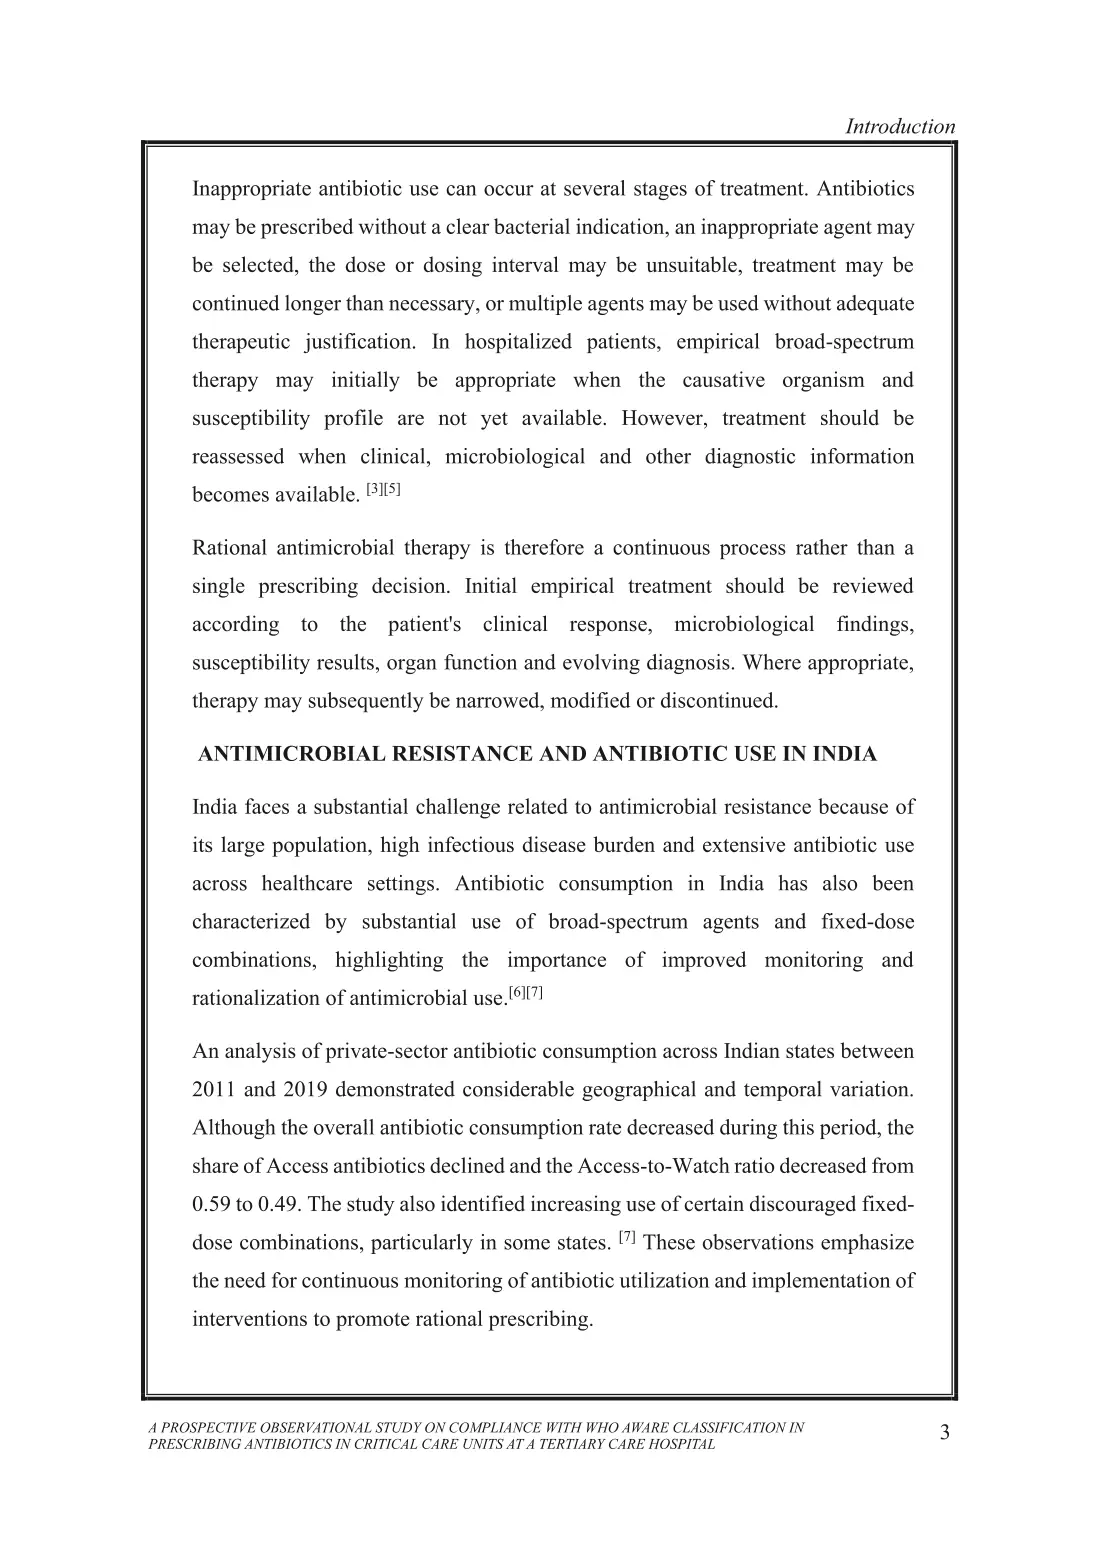 Introduction
Inappropriate antibiotic use can occur at several stages of treatment. Antibiotics
may be prescribed without a clear bacterial indication, an inappropriate agent may
be selected, the dose or dosing interval may be unsuitable, treatment may be
continued longer than necessary, or multiple agents may be used without adequate
therapeutic justification. In hospitalized patients, empirical broad-spectrum
therapy may initially be appropriate when the causative organism and
susceptibility profile are not yet available. However, treatment should be
reassessed when clinical, microbiological and other diagnostic information
becomes available. [3][5]
Rational antimicrobial therapy is therefore a continuous process rather than a
single prescribing decision. Initial empirical treatment should be reviewed
according to the patient's clinical response, microbiological findings,
susceptibility results, organ function and evolving diagnosis. Where appropriate,
therapy may subsequently be narrowed, modified or discontinued.
ANTIMICROBIAL RESISTANCE AND ANTIBIOTIC USE IN INDIA
India faces a substantial challenge related to antimicrobial resistance because of
its large population, high infectious disease burden and extensive antibiotic use
across healthcare settings. Antibiotic consumption in India has also been
characterized by substantial use of broad-spectrum agents and fixed-dose
combinations, highlighting the importance of improved monitoring and
rationalization of antimicrobial use.[6][7]
An analysis of private-sector antibiotic consumption across Indian states between
2011 and 2019 demonstrated considerable geographical and temporal variation.
Although the overall antibiotic consumption rate decreased during this period, the
share of Access antibiotics declined and the Access-to-Watch ratio decreased from
0.59 to 0.49. The study also identified increasing use of certain discouraged fixed-
dose combinations, particularly in some states. [7] These observations emphasize
the need for continuous monitoring of antibiotic utilization and implementation of
interventions to promote rational prescribing.
A PROSPECTIVE OBSERVATIONAL STUDY ON COMPLIANCE WITH WHO AWARE CLASSIFICATION IN
PRESCRIBING ANTIBIOTICS IN CRITICAL CARE UNITS AT A TERTIARY CARE HOSPITAL
3